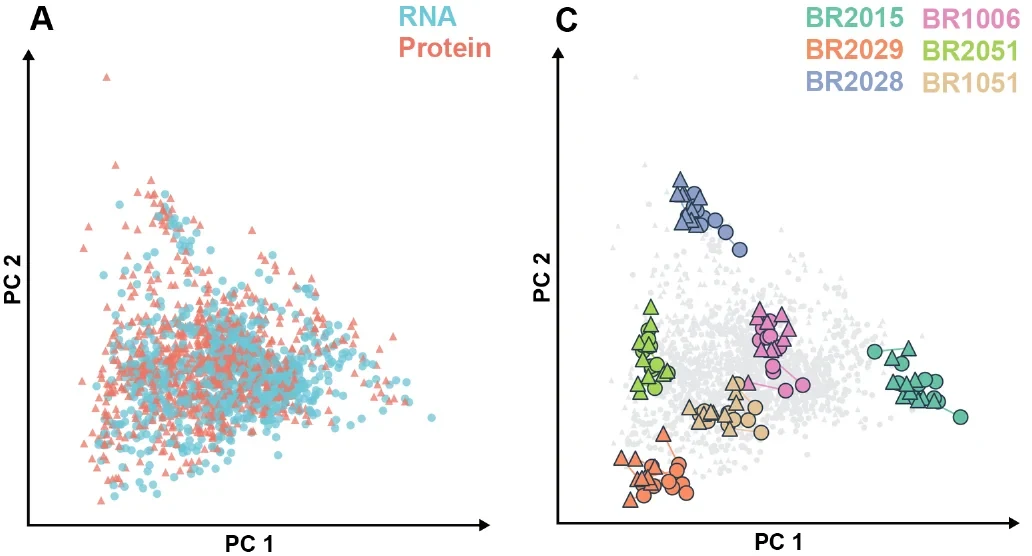 A
RNA
Protein
PC 2
PC 1
C
BR2015 BR1006
BR2029 BR2051
BR2028 BR1051
PC 2
PC 1